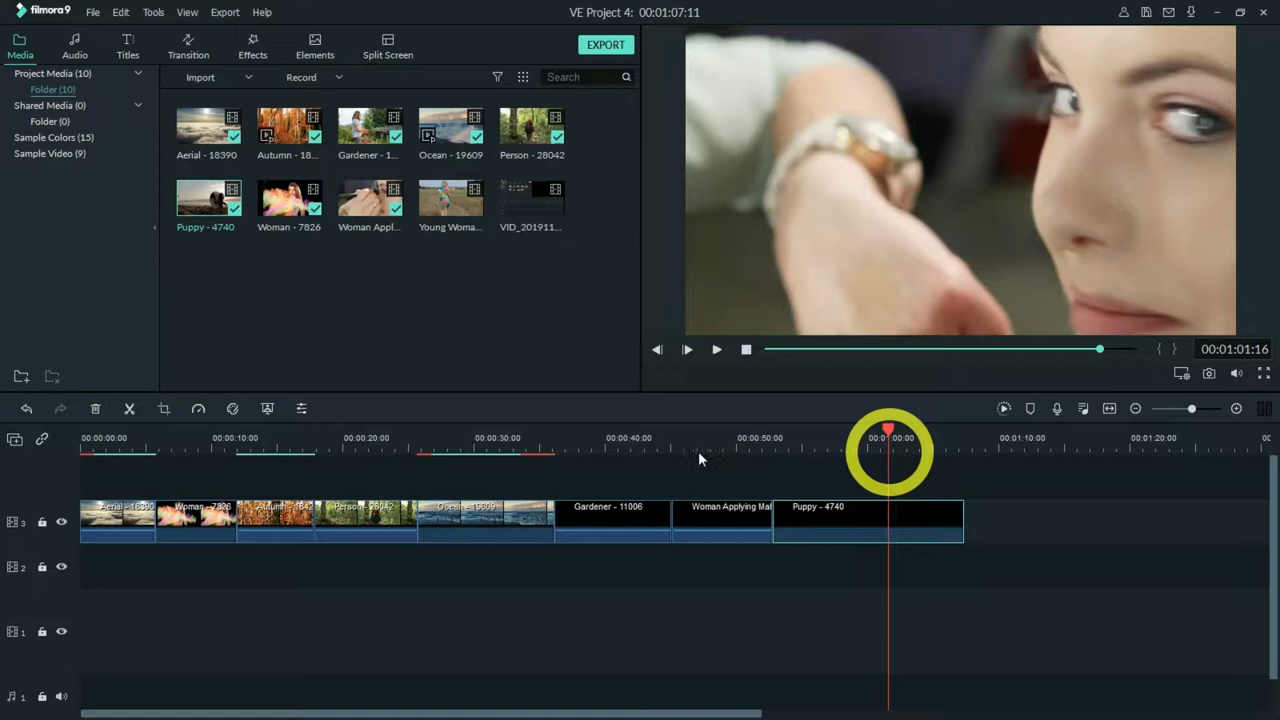 filmora9 File Edit Tools View Export Help VE Project 4: 00:01:07:11
Media Audio Titles Transition Effects Elements Split Screen EXPORT
Project Media (10)
Folder (10)
Shared Media (0)
Folder (0)
Sample Colors (15)
Sample Video (9)
Import Record Search
Aerial - 18390 Autumn - 18... Gardener - 1... Ocean - 19609 Person - 28042
Puppy - 4740 Woman - 7826 Woman Appl... Young Woma... VID_201911...
00:01:01:16
00:00:00:00 00:00:10:00 00:00:20:00 00:00:30:00 00:00:40:00 00:00:50:00 00:01:00:00 00:01:10:00 00:01:20:00
Aerial - 18390 Woman - 7826 Autumn - 1842 Person - 28042 Ocean - 19609 Gardener - 11006 Woman Applying Mak Puppy - 4740
3
2
1
1